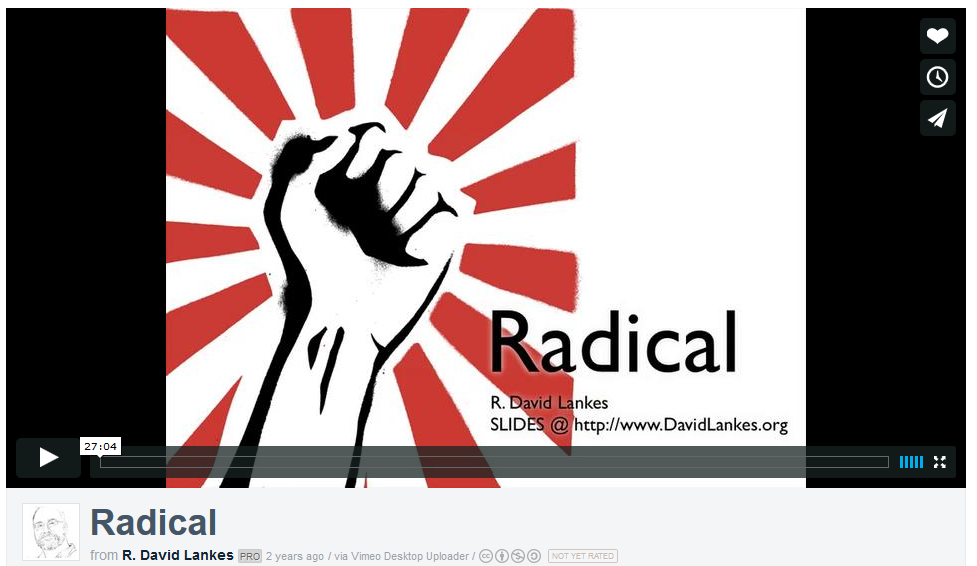 Radical
R. David Lankes
SLIDES @ http://www.DavidLankes.org
27:04
Radical
from R. David Lankes PRO 2 years ago / via Vimeo Desktop Uploader / cc NOT YET RATED